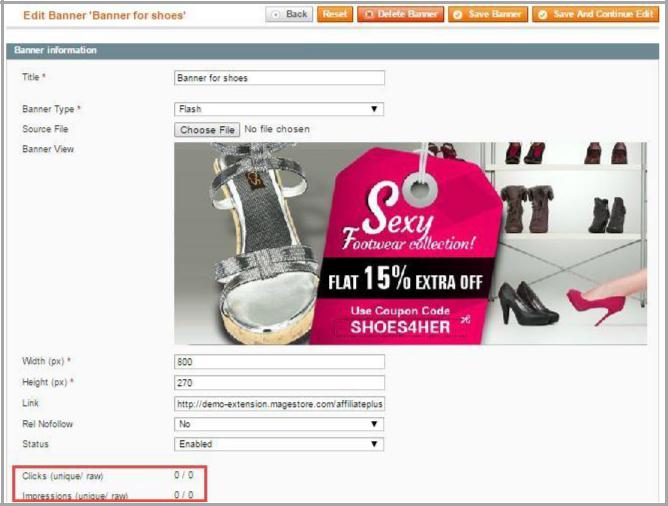 Edit Banner 'Banner for shoes'
Back Reset Delete Banner Save Banner Save And Continue Edit
Banner information
Title * Banner for shoes
Banner Type * Flash
Source File Choose File No file chosen
Banner View
Sexy
Footwear collection!
FLAT 15% EXTRA OFF
Use Coupon Code
SHOES4HER
Width (px) * 800
Height (px) * 270
Link http://demo-extension.magestore.com/affiliateplus
Rel Nofollow No
Status Enabled
Clicks (unique/ raw) 0 / 0
Impressions (unique/ raw) 0 / 0